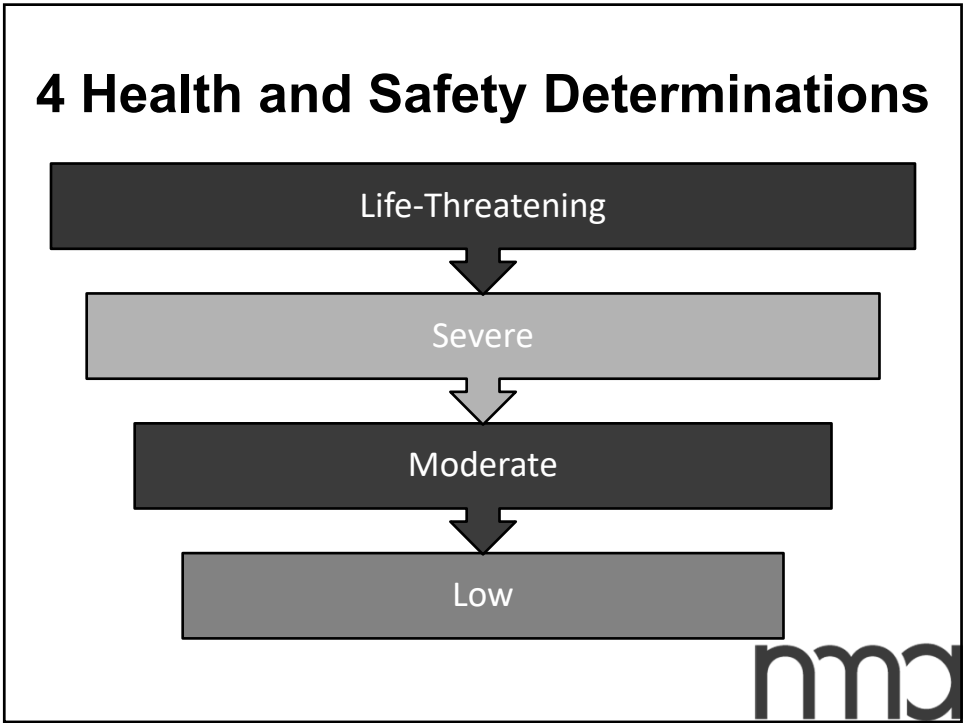 4 Health and Safety Determinations
Life-Threatening
Severe
Moderate
Low
nma